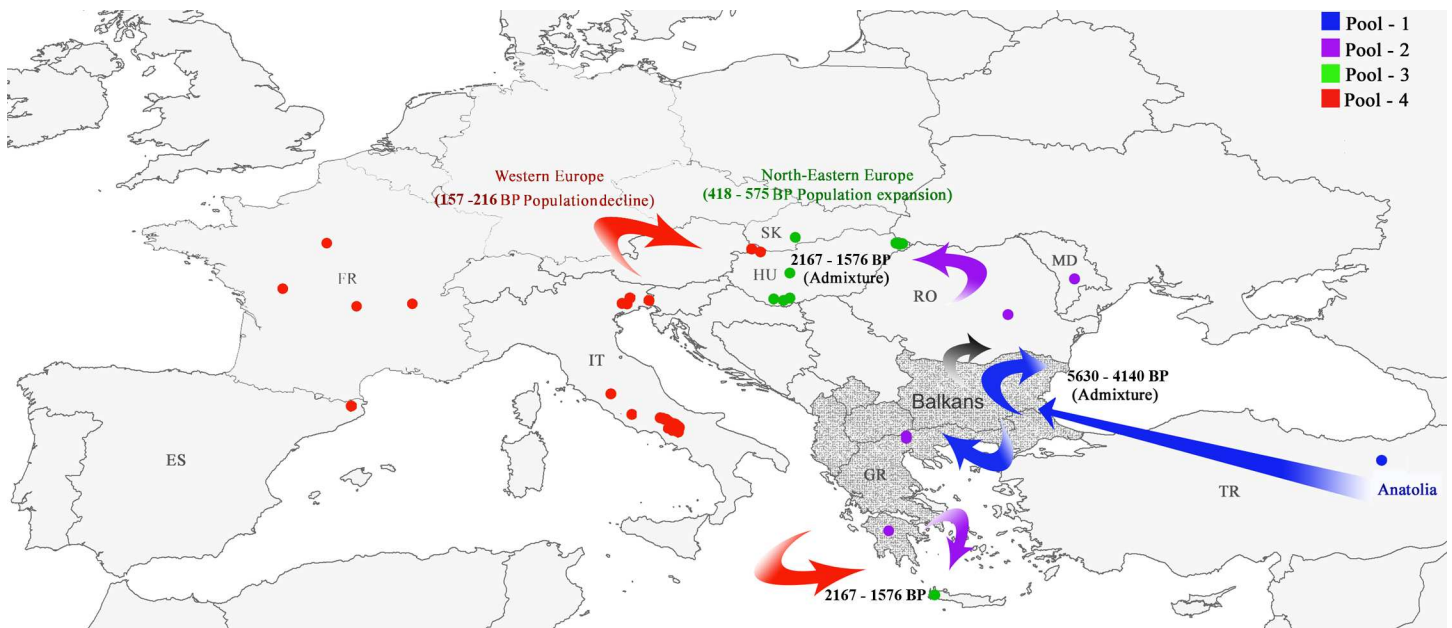 Pool - 1
Pool - 2
Pool - 3
Pool - 4
Western Europe
(157 -216 BP Population decline)
North-Eastern Europe
(418 - 575 BP Population expansion)
SK
2167 - 1576 BP
(Admixture)
HU
MD
RO
FR
IT
5630 - 4140 BP
(Admixture)
Balkans
ES
GR
TR
Anatolia
2167 - 1576 BP